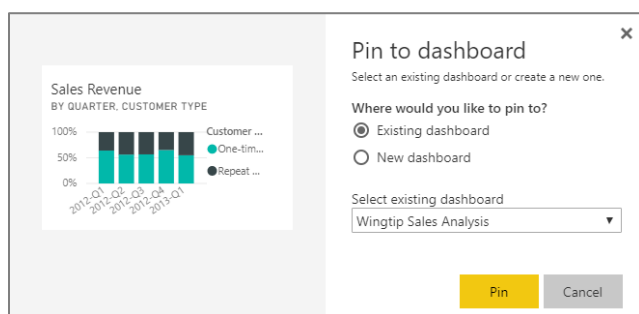 Sales Revenue
BY QUARTER, CUSTOMER TYPE
100%
50%
0%
2012-Q1
2012-Q2
2012-Q3
2012-Q4
2013-Q1
Customer ...
One-tim...
Repeat ...
Pin to dashboard
Select an existing dashboard or create a new one.
Where would you like to pin to?
Existing dashboard
New dashboard
Select existing dashboard
Wingtip Sales Analysis
Pin
Cancel